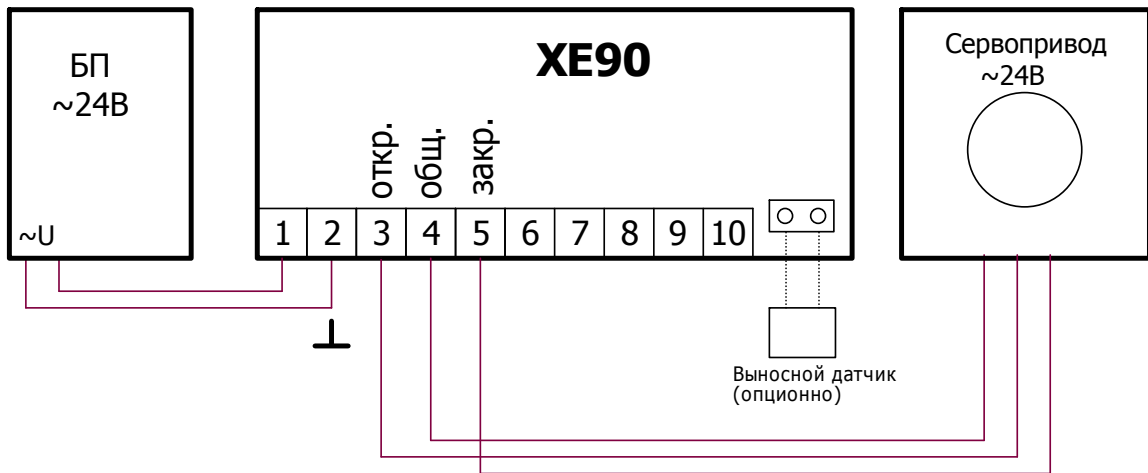 БП
~24В
~U
XE90
откр.
общ.
закр.
1 2 3 4 5 6 7 8 9 10
Выносной датчик
(опционно)
Сервопривод
~24В